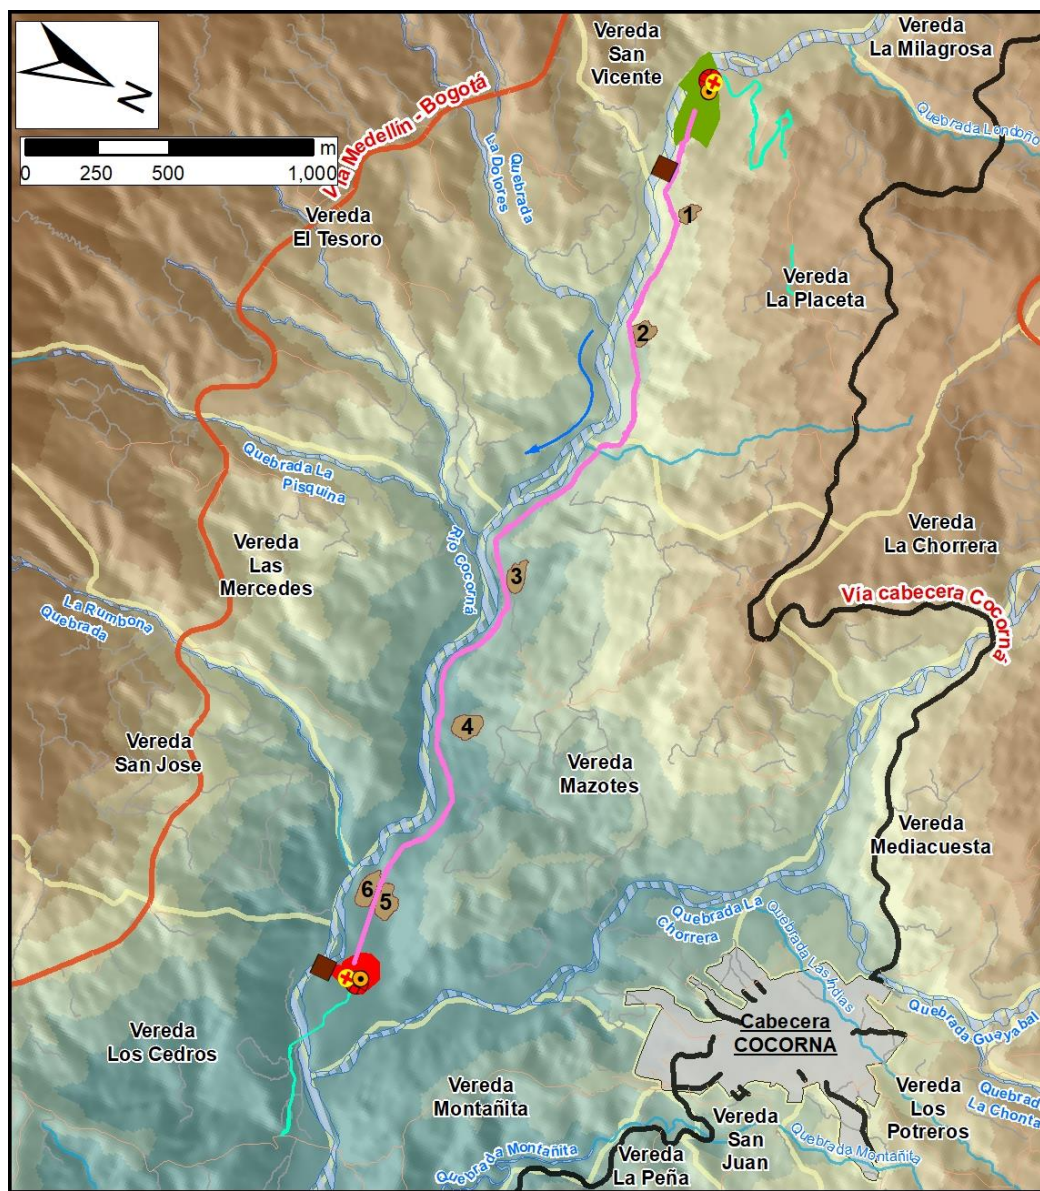 N
m
0 250 500 1,000
Vía Medellín - Bogotá
Vereda
San
Vicente
Vereda
La Milagrosa
Quebrada Londoño
Quebrada
La Dolores
Vereda
El Tesoro
1
Vereda
La Placeta
2
Quebrada La
Pisquina
Vereda
La Chorrera
Vereda
Las
Mercedes
Río Cocorná
3
Vía cabecera Cocorná
La Rumbona
Quebrada
4
Vereda
San Jose
Vereda
Mazotes
Vereda
Mediacuesta
6
5
Quebrada La
Chorrera
Quebrada Las Indias
Cabecera
COCORNA
Quebrada Guayabal
Vereda
Los Cedros
Vereda
Montañita
Quebrad
La Chonta
Vereda
Los
Potreros
Vereda
San
Juan
Quebrada Montañita
Quebrada Montañita
Vereda
La Peña